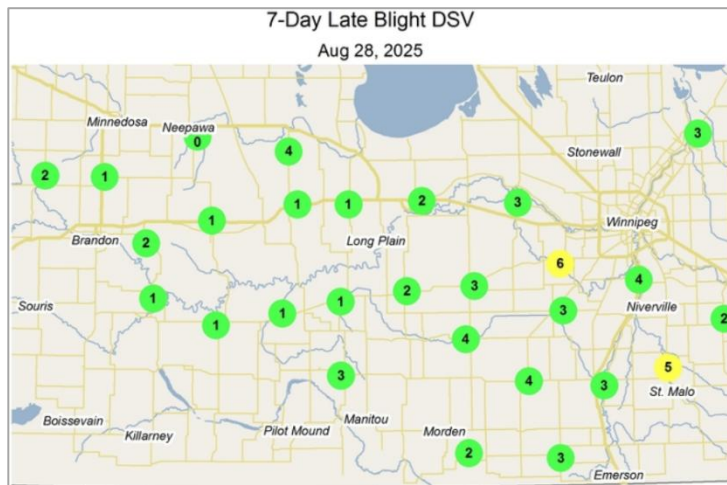 7-Day Late Blight DSV
Aug 28, 2025
Teulon
Minnedosa
Neepawa
0
3
4
Stonewall
2
1
1
1
2
3
1
Winnipeg
Brandon
2
Long Plain
6
4
2
3
1
1
Souris
1
1
3
Niverville
2
4
5
3
4
3
St. Malo
Boissevain
Killarney
Pilot Mound
Manitou
Morden
2
3
Emerson